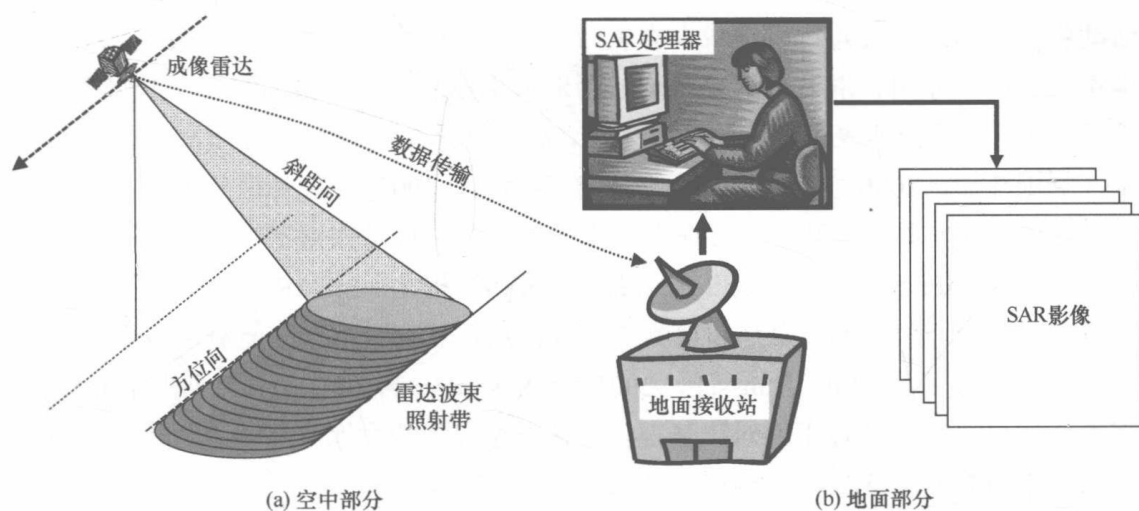 成像雷达
斜距向
数据传输
方位向
雷达波束
照射带
(a) 空中部分
SAR处理器
地面接收站
SAR影像
(b) 地面部分